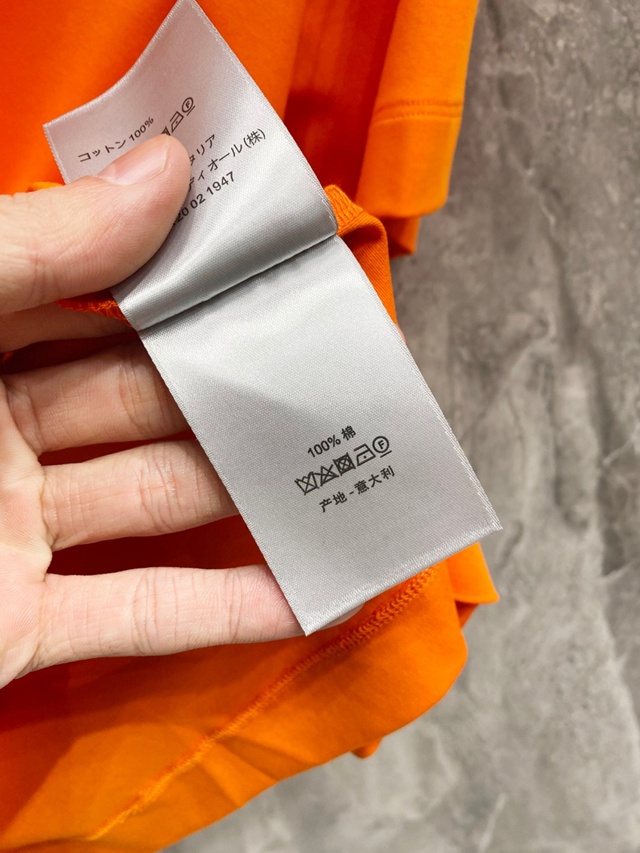 コットン 100%
F
タリア
ディオール(株)
20 02 1947
100% 棉
F
产地 - 意大利